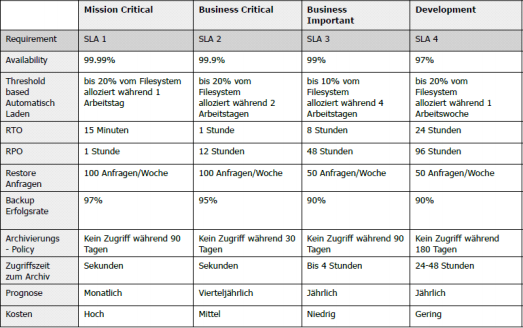 Mission Critical Business Critical Business Important Development
Requirement SLA 1 SLA 2 SLA 3 SLA 4
Availability 99.99% 99.9% 99% 97%
Threshold based Automatisch Laden bis 20% vom Filesystem alloziert während 1 Arbeitstag bis 20% vom Filesystem alloziert während 2 Arbeitstagen bis 10% vom Filesystem alloziert während 4 Arbeitstagen bis 20% vom Filesystem alloziert während 1 Arbeitswoche
RTO 15 Minuten 1 Stunde 8 Stunden 24 Stunden
RPO 1 Stunde 12 Stunden 48 Stunden 96 Stunden
Restore Anfragen 100 Anfragen/Woche 100 Anfragen/Woche 50 Anfragen/Woche 50 Anfragen/Woche
Backup Erfolgsrate 97% 95% 90% 90%
Archivierungs - Policy Kein Zugriff während 90 Tagen Kein Zugriff während 30 Tagen Kein Zugriff während 90 Tagen Kein Zugriff während 180 Tagen
Zugriffszeit zum Archiv Sekunden Sekunden Bis 4 Stunden 24-48 Stunden
Prognose Monatlich Vierteljährlich Jährlich Jährlich
Kosten Hoch Mittel Niedrig Gering